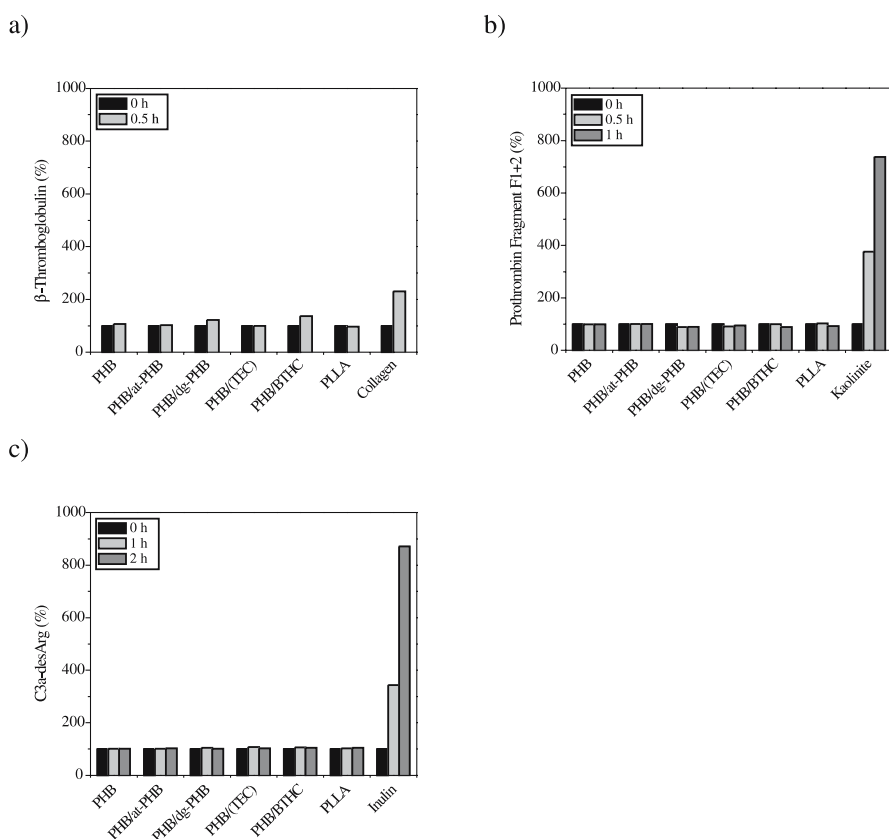 a)
β-Thromboglobulin (%)
1000
800
600
400
200
0
0 h
0.5 h
PHB
PHB/at-PHB
PHB/dg-PHB
PHB/(TEC)
PHB/BTHC
PLLA
Collagen
b)
Prothrombin Fragment F1+2 (%)
1000
800
600
400
200
0
0 h
0.5 h
1 h
PHB
PHB/at-PHB
PHB/dg-PHB
PHB/(TEC)
PHB/BTHC
PLLA
Kaolinite
c)
C3a-desArg (%)
1000
800
600
400
200
0
0 h
1 h
2 h
PHB
PHB/at-PHB
PHB/dg-PHB
PHB/(TEC)
PHB/BTHC
PLLA
Inulin